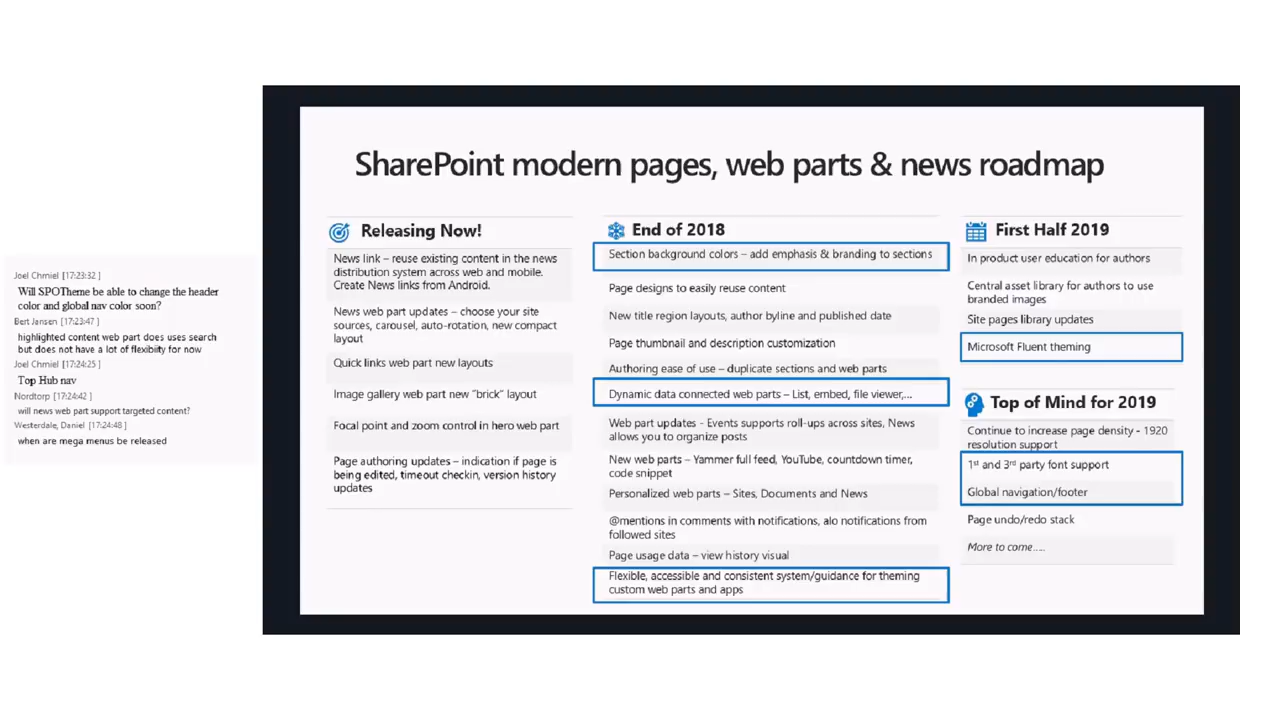 Joel Chmiel [17:23:32 ]
Will SPOTheme be able to change the header
color and global nav color soon?
Bert Jansen [17:23:47 ]
highlighted content web part does uses search
but does not have a lot of flexibiity for now
Joel Chmiel [17:24:25 ]
Top Hub nav
Nordtorp [17:24:42 ]
will news web part support targeted content?
Westerdale, Daniel [17:24:48 ]
when are mega menus be released
SharePoint modern pages, web parts & news roadmap
Releasing Now!
News link – reuse existing content in the news
distribution system across web and mobile.
Create News links from Android.
News web part updates – choose your site
sources, carousel, auto-rotation, new compact
layout
Quick links web part new layouts
Image gallery web part new "brick" layout
Focal point and zoom control in hero web part
Page authoring updates – indication if page is
being edited, timeout checkin, version history
updates
End of 2018
Section background colors – add emphasis & branding to sections
Page designs to easily reuse content
New title region layouts, author byline and published date
Page thumbnail and description customization
Authoring ease of use – duplicate sections and web parts
Dynamic data connected web parts – List, embed, file viewer,...
Web part updates - Events supports roll-ups across sites, News
allows you to organize posts
New web parts – Yammer full feed, YouTube, countdown timer,
code snippet
Personalized web parts – Sites, Documents and News
@mentions in comments with notifications, alo notifications from
followed sites
Page usage data – view history visual
Flexible, accessible and consistent system/guidance for theming
custom web parts and apps
First Half 2019
In product user education for authors
Central asset library for authors to use
branded images
Site pages library updates
Microsoft Fluent theming
Top of Mind for 2019
Continue to increase page density - 1920
resolution support
1st and 3rd party font support
Global navigation/footer
Page undo/redo stack
More to come.....